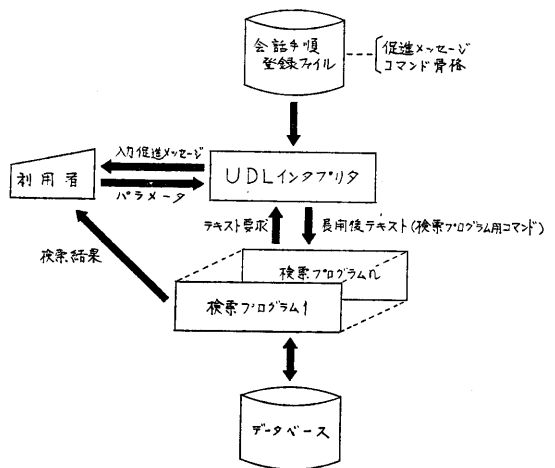 会話手順
登録ファイル
促進メッセージ
コマンド骨格
入力促進メッセージ
利用者
UDLインタプリタ
パラメータ
テキスト要求
展開後テキスト(検索プログラム用コマンド)
検索結果
検索プログラムn
検索プログラム1
データベース